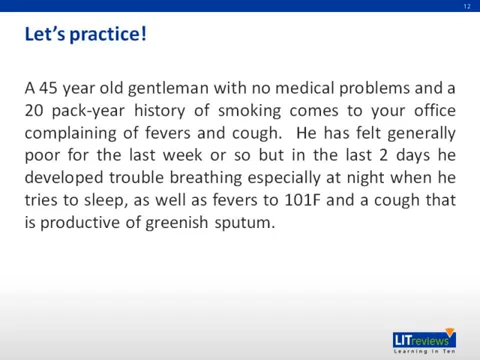 12
Let's practice!
A 45 year old gentleman with no medical problems and a
20 pack-year history of smoking comes to your office
complaining of fevers and cough. He has felt generally
poor for the last week or so but in the last 2 days he
developed trouble breathing especially at night when he
tries to sleep, as well as fevers to 101F and a cough that
is productive of greenish sputum.
LITreviews
Learning in Ten